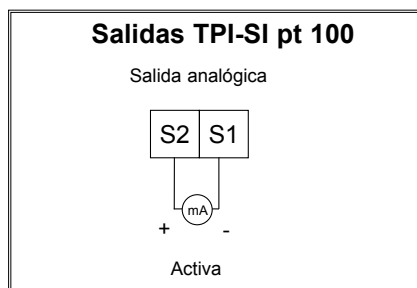 Salidas TPI-SI pt 100
Salida analógica
S2 S1
mA
+ -
Activa